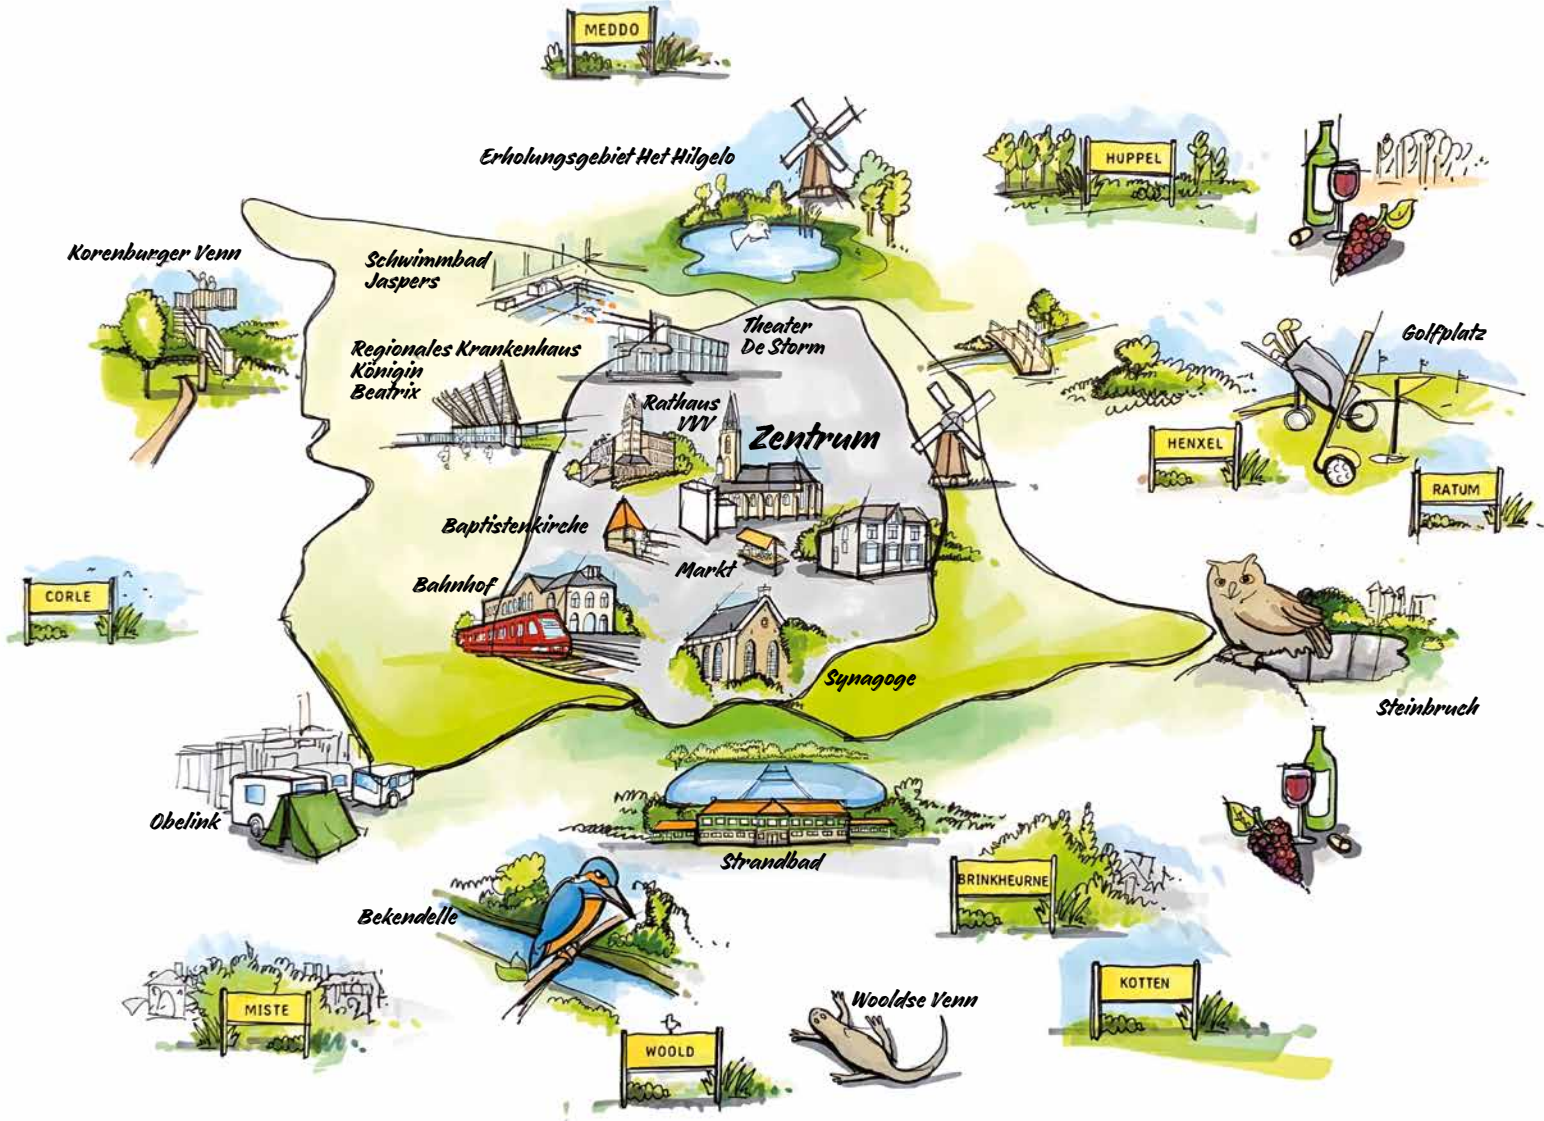 MEDDO
Erholungsgebiet Het Hilgelo
HUPPEL
Korenburger Venn
Schwimmbad
Jaspers
Theater
De Storm
Golfplatz
Regionales Krankenhaus
Königin
Beatrix
Rathaus
VVV
Zentrum
HENXEL
RATUM
Baptistenkirche
Markt
Bahnhof
CORLE
Synagoge
Steinbruch
Obelink
Strandbad
BRINKHEURNE
Bekendelle
KOTTEN
MISTE
Wooldse Venn
WOOLD